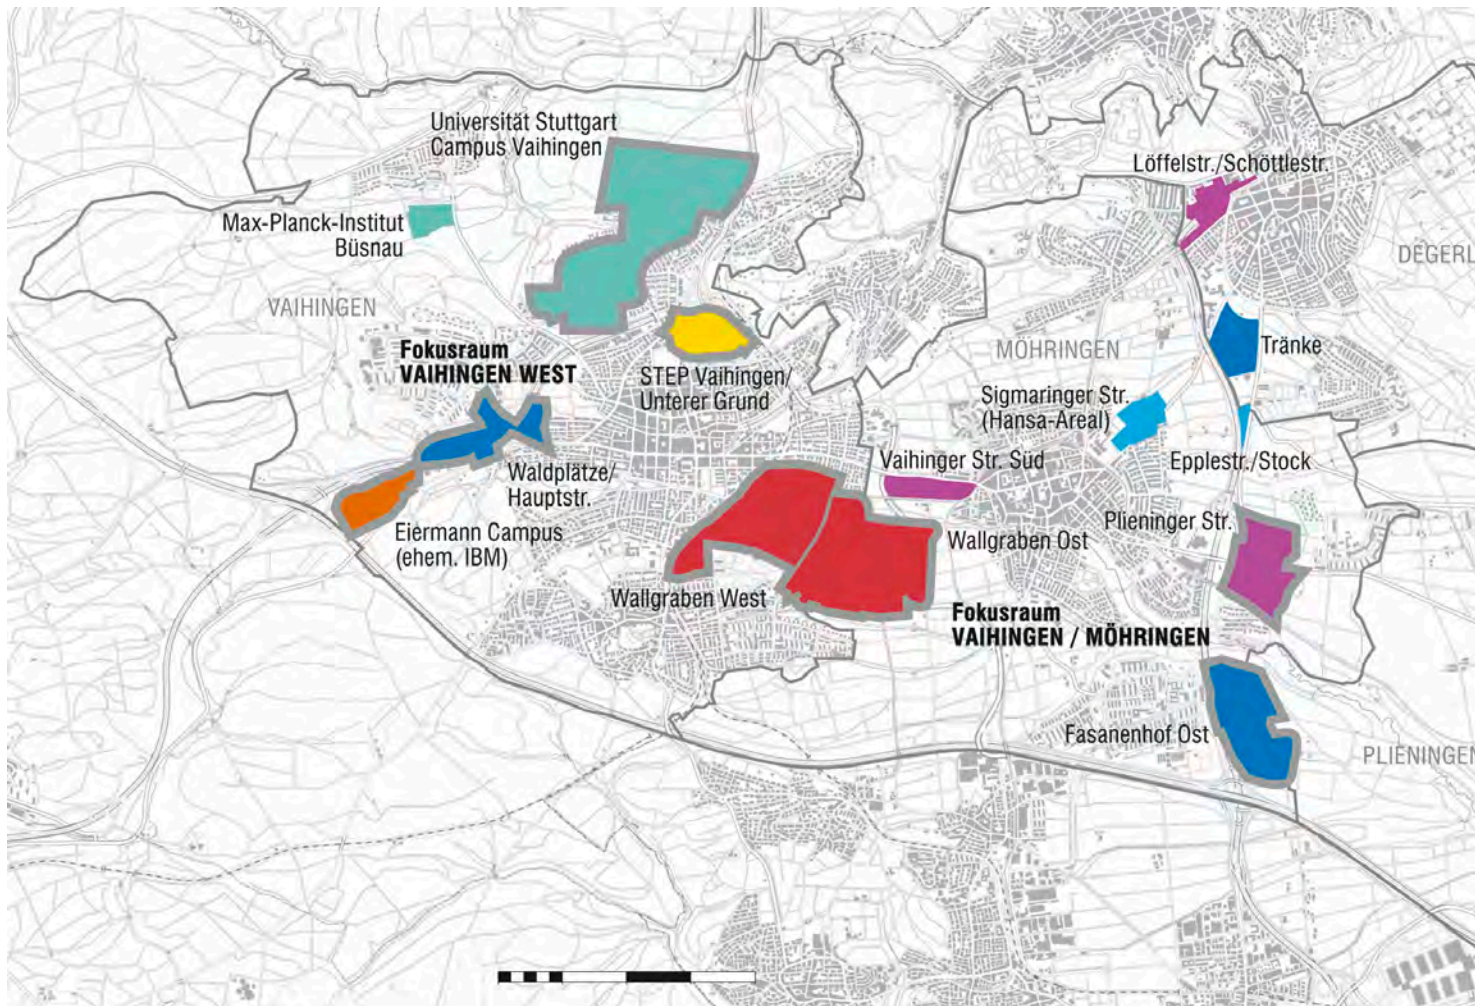 Universität Stuttgart
Campus Vaihingen
Löffelstr./Schöttlestr.
Max-Planck-Institut
Büsnau
DEGERL
VAIHINGEN
Fokusraum
VAIHINGEN WEST
MÖHRINGEN
Tränke
STEP Vaihingen/
Unterer Grund
Sigmaringer Str.
(Hansa-Areal)
Vaihinger Str. Süd
Epplestr./Stock
Waldplätze/
Hauptstr.
Eiermann Campus
(ehem. IBM)
Plieninger Str.
Wallgraben Ost
Wallgraben West
Fokusraum
VAIHINGEN / MÖHRINGEN
Fasanenhof Ost
PLIENINGEN